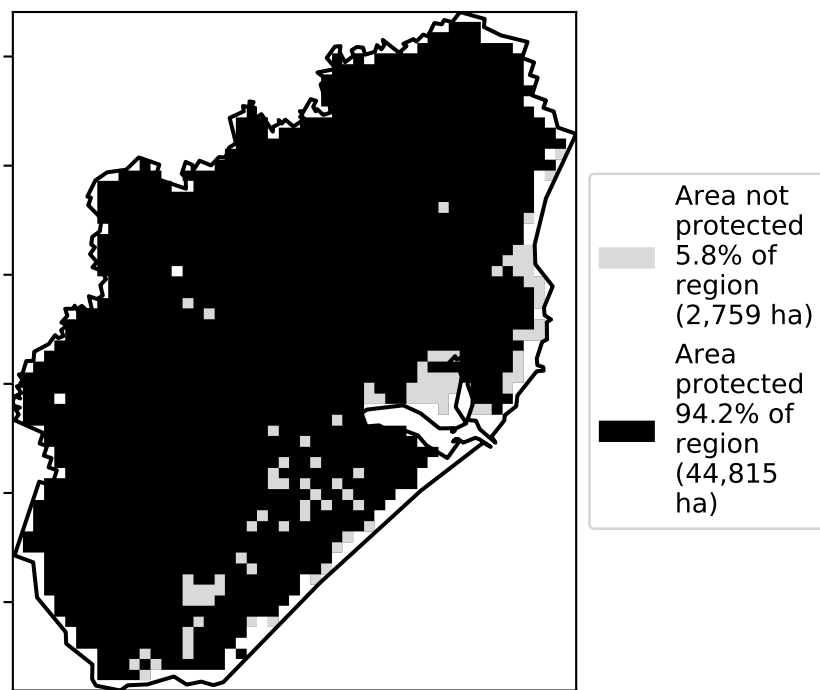 Area not
protected
5.8% of
region
(2,759 ha)
Area
protected
94.2% of
region
(44,815
ha)